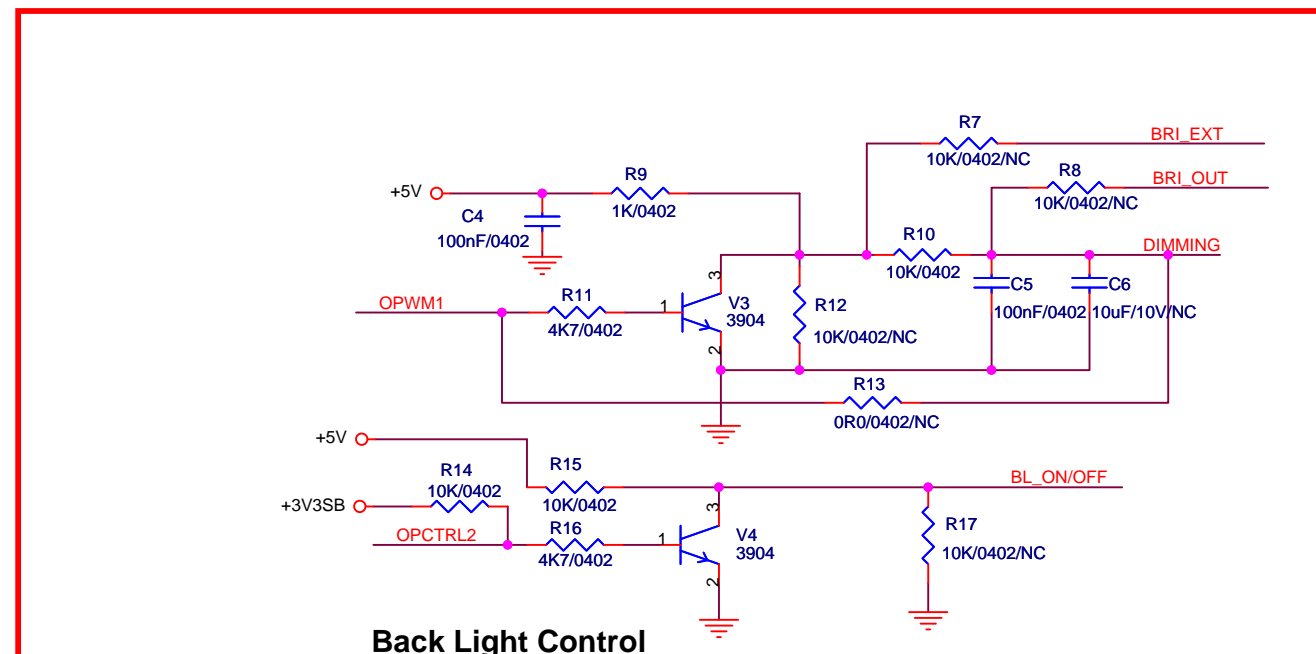 R7
BRI_EXT
10K/0402/NC
R8
BRI_OUT
10K/0402/NC
+5V
R9
1K/0402
C4
100nF/0402
R10
10K/0402
DIMMING
3
C5
100nF/0402
C6
10uF/10V/NC
OPWM1
R11
4K7/0402
1
V3
3904
R12
10K/0402/NC
2
R13
0R0/0402/NC
+5V
R14
10K/0402
R15
10K/0402
BL_ON/OFF
+3V3SB
3
OPCTRL2
R16
4K7/0402
1
V4
3904
R17
10K/0402/NC
2
Back Light Control